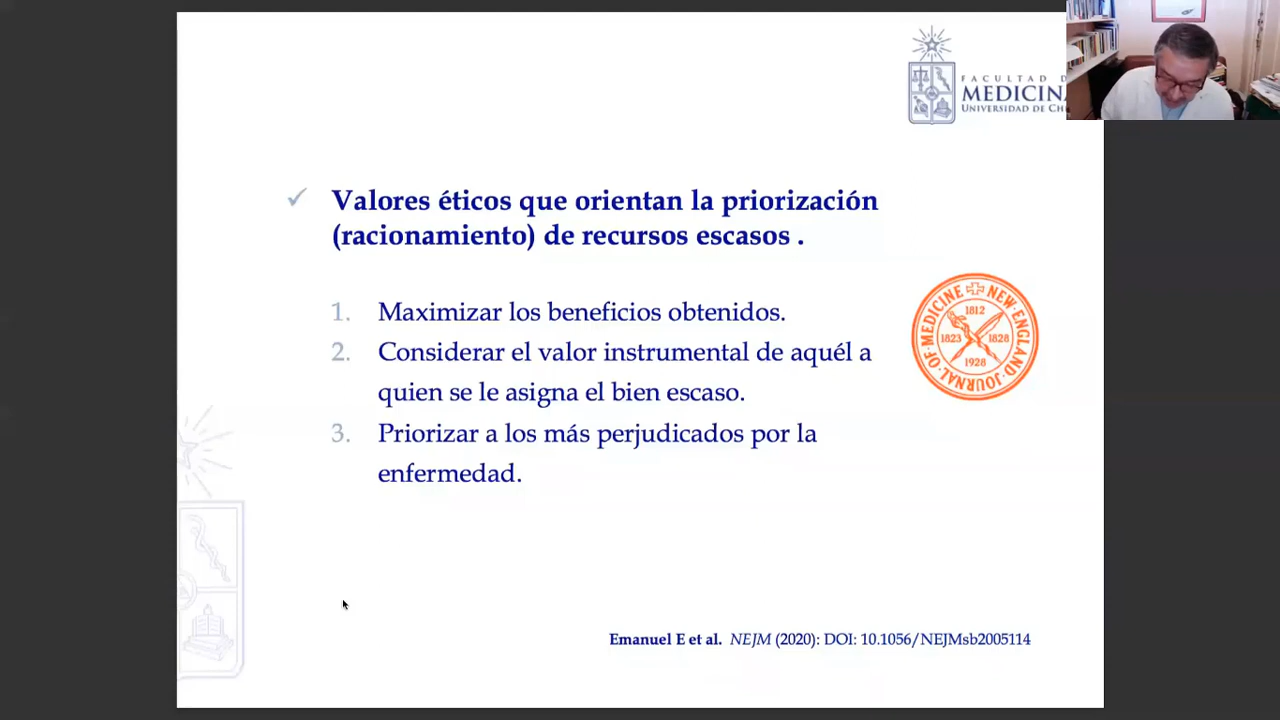 FACULTAD D
MEDICINA
UNIVERSIDAD DE CH
Valores éticos que orientan la priorización
(racionamiento) de recursos escasos .
1. Maximizar los beneficios obtenidos.
2. Considerar el valor instrumental de aquél a
quien se le asigna el bien escaso.
3. Priorizar a los más perjudicados por la
enfermedad.
NEW ENGLAND JOURNAL OF MEDICINE
1812
1823 1828
1928
Emanuel E et al. NEJM (2020): DOI: 10.1056/NEJMsb2005114